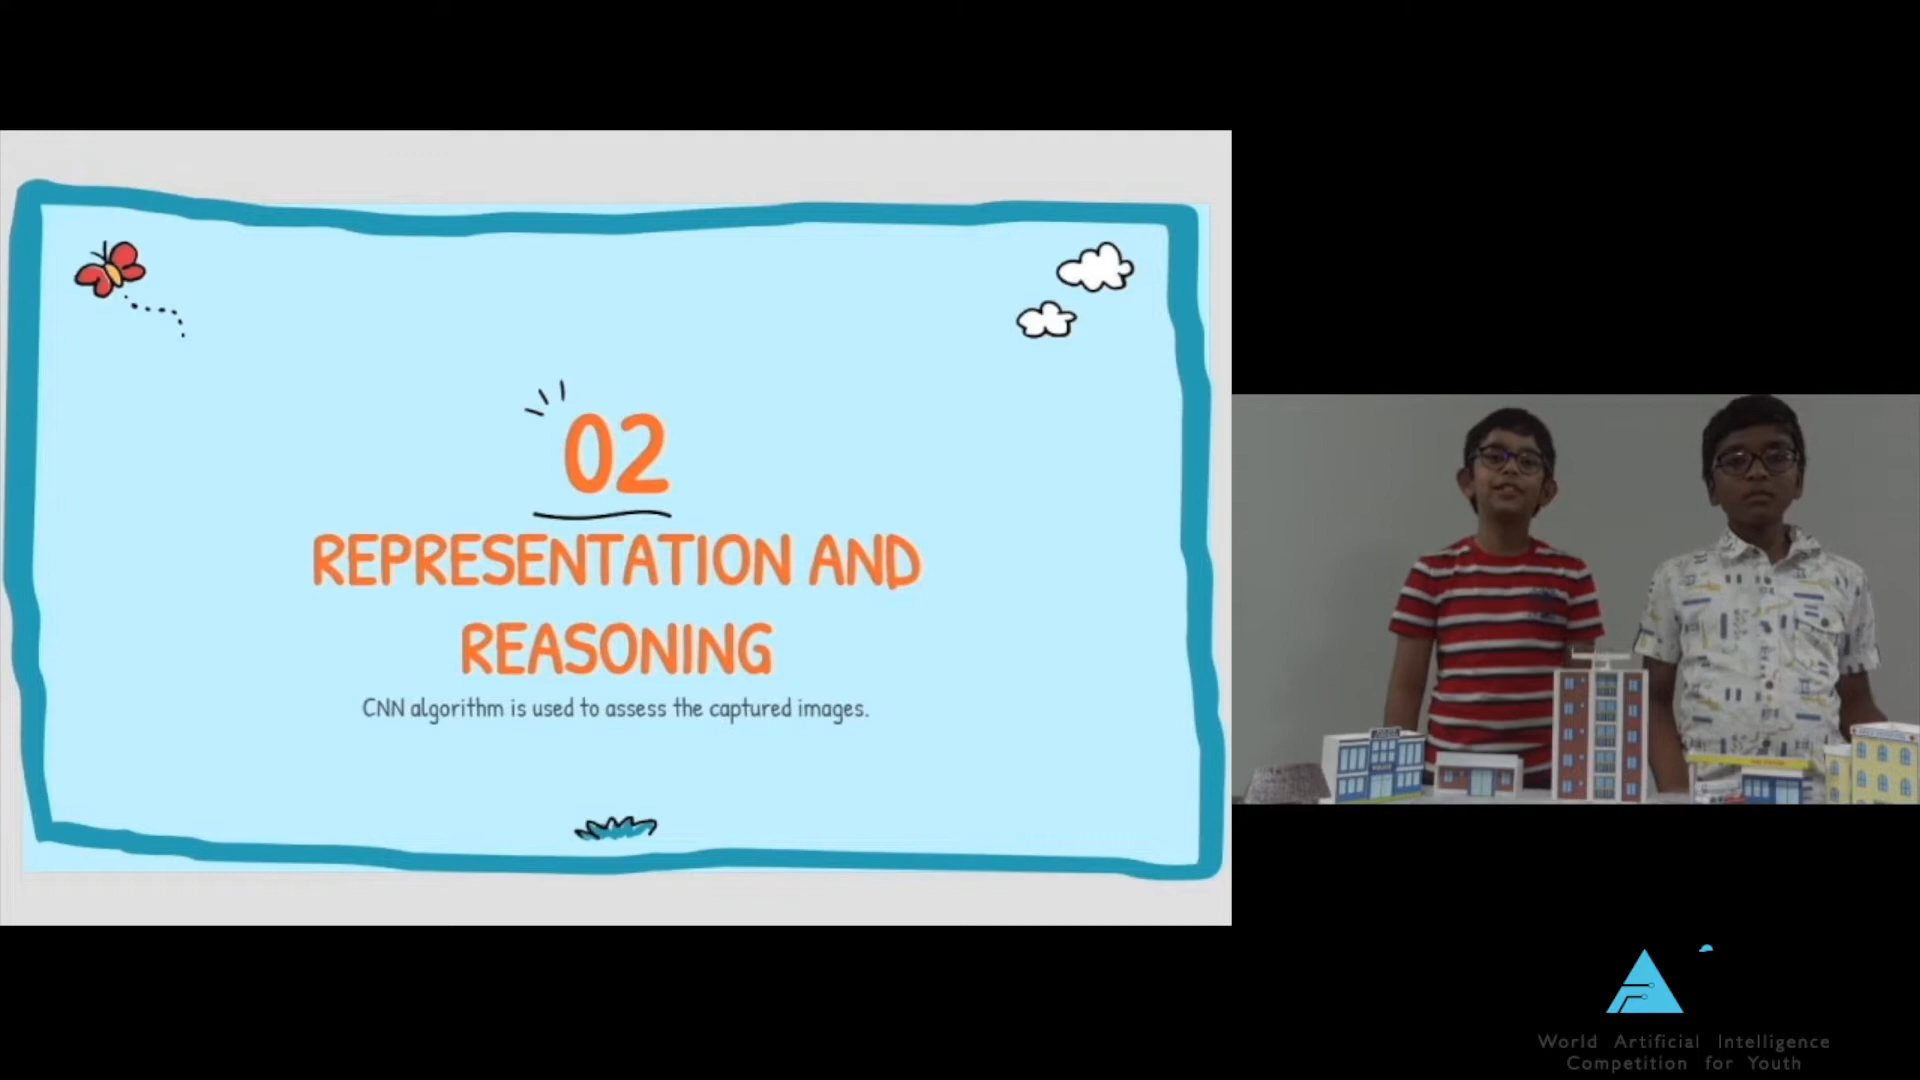 02
REPRESENTATION AND
REASONING
CNN algorithm is used to assess the captured images.
POLICE
World Artificial Intelligence
Competition for Youth